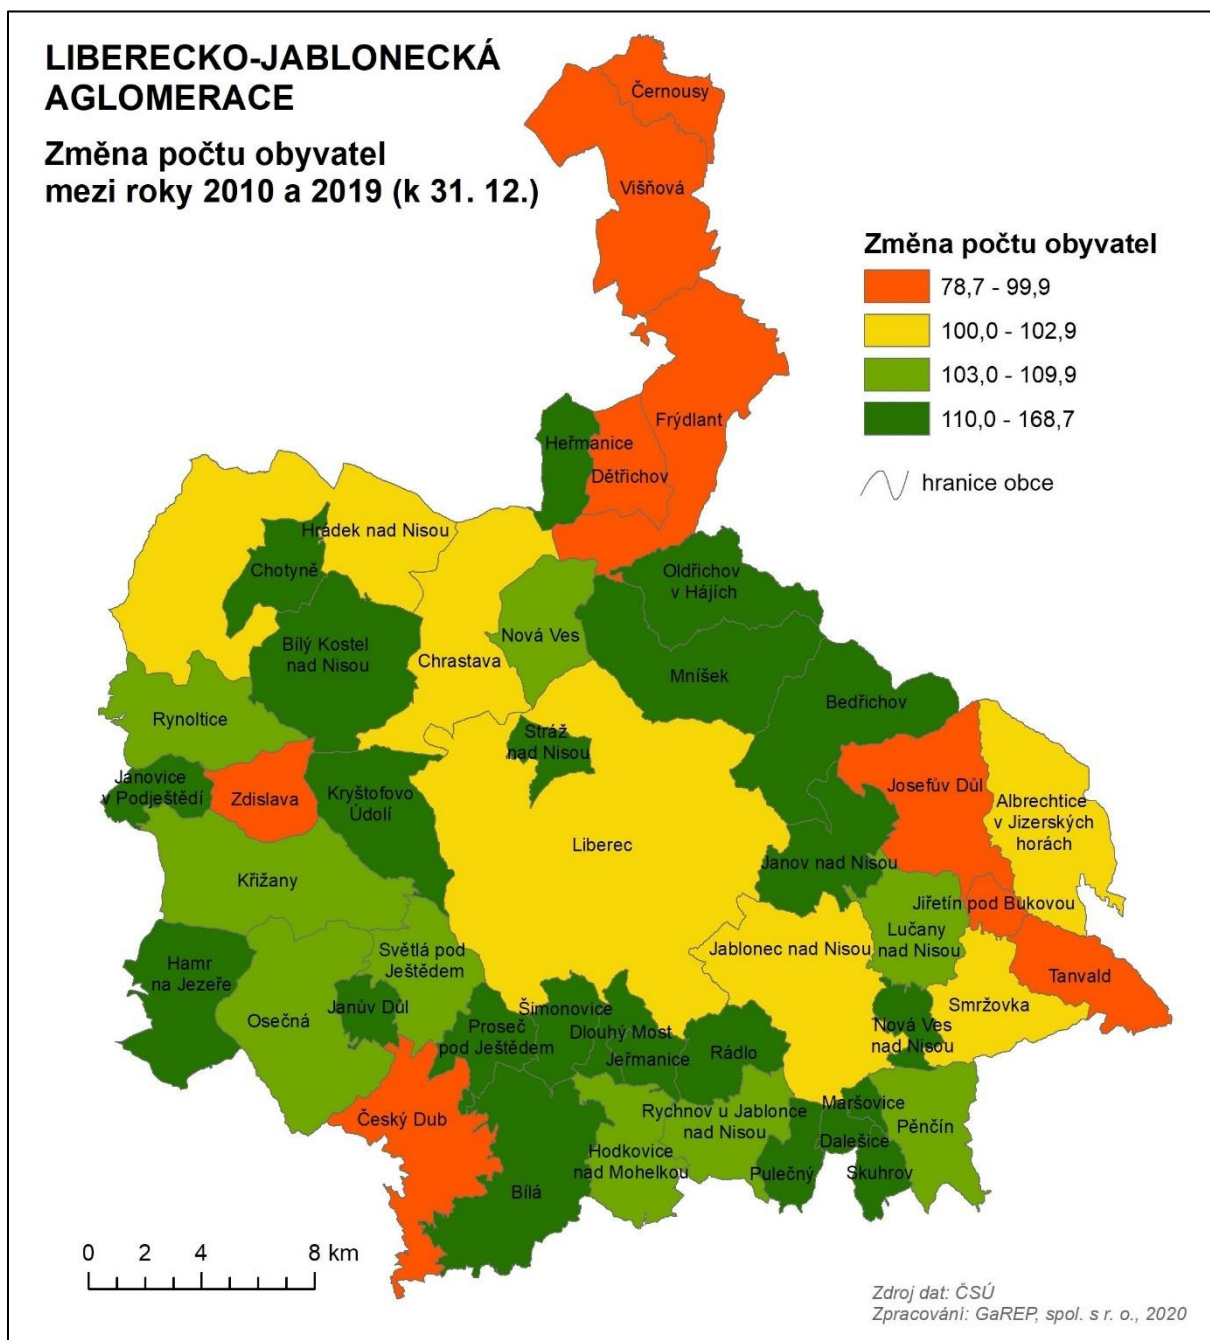 LIBERECKO-JABLONECKÁ
AGLOMERACE
Změna počtu obyvatel
mezi roky 2010 a 2019 (k 31. 12.)
Změna počtu obyvatel
78,7 - 99,9
100,0 - 102,9
103,0 - 109,9
110,0 - 168,7
hranice obce
Černousy
Višňová
Frýdlant
Heřmanice
Dětřichov
Hrádek nad Nisou
Chotyně
Oldřichov
v Hájích
Nová Ves
Bílý Kostel
nad Nisou
Chrastava
Mníšek
Bedřichov
Rynoltice
Stráž
nad Nisou
Janovice
v Podještědí
Zdislava
Kryštofovo
Údolí
Josefův Důl
Albrechtice
v Jizerských
horách
Liberec
Janov nad Nisou
Křižany
Jiřetín pod Bukovou
Lučany
nad Nisou
Jablonec nad Nisou
Světlá pod
Ještědem
Hamr
na Jezeře
Tanvald
Smržovka
Janův Důl
Osečná
Šimonovice
Proseč
pod Ještědem
Dlouhý Most
Jeřmanice
Rádlo
Nová Ves
nad Nisou
Maršovice
Český Dub
Rychnov u Jablonce
nad Nisou
Pěnčín
Dalešice
Hodkovice
nad Mohelkou
Pulečný
Skuhrov
Bílá
0 2 4 8 km
Zdroj dat: ČSÚ
Zpracování: GaREP, spol. s r. o., 2020